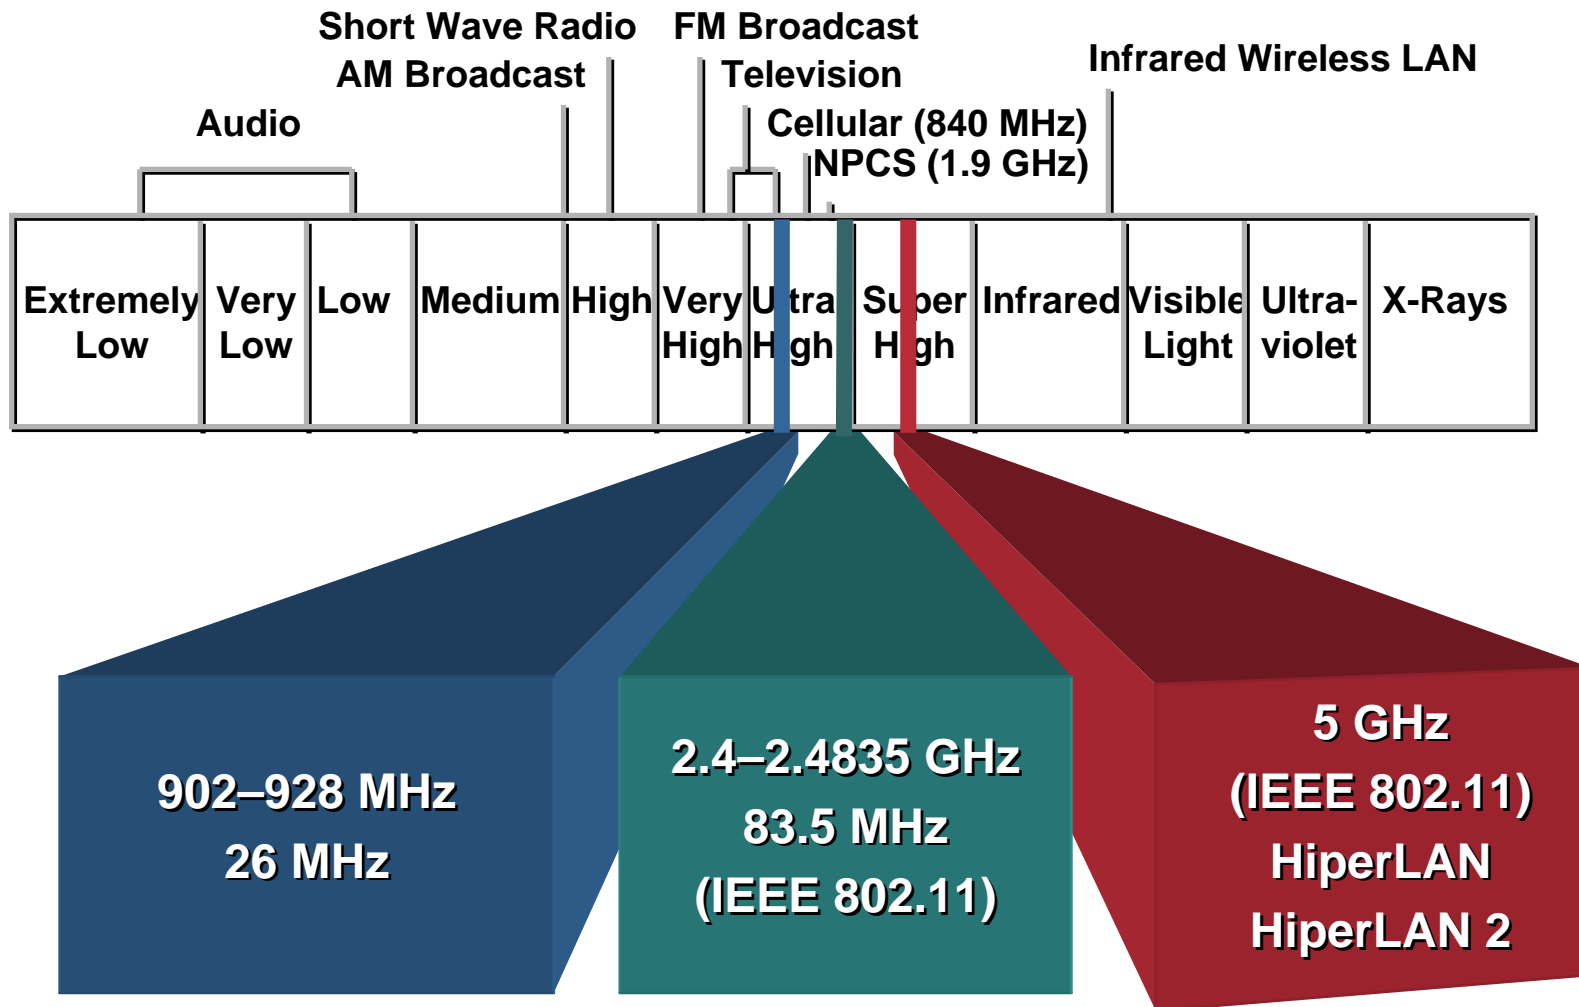 Short Wave Radio
FM Broadcast
AM Broadcast
Television
Infrared Wireless LAN
Audio
Cellular (840 MHz)
NPCS (1.9 GHz)
Extremely
Low
Very
Low
Low
Medium
High
Very
High
Ultra
High
Super
High
Infrared
Visible
Light
Ultra-
violet
X-Rays
902–928 MHz
26 MHz
2.4–2.4835 GHz
83.5 MHz
(IEEE 802.11)
5 GHz
(IEEE 802.11)
HiperLAN
HiperLAN 2